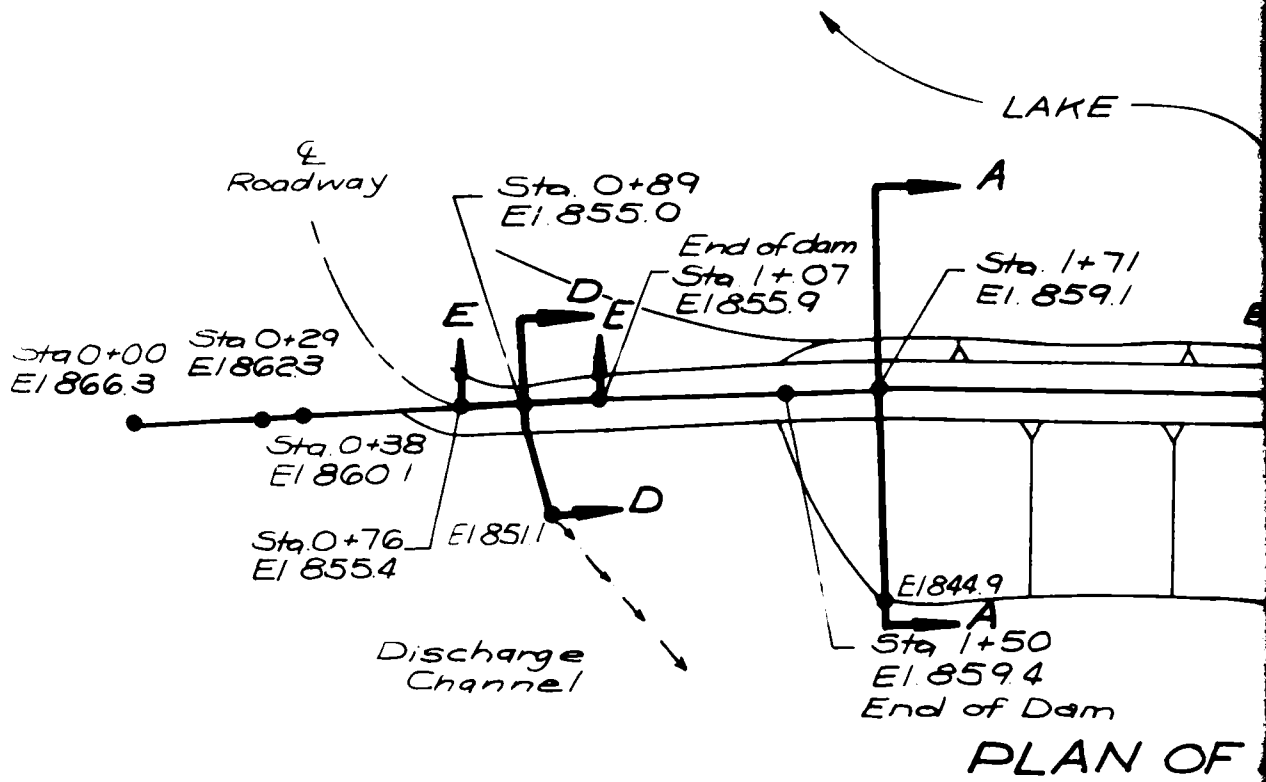 LAKE
℄
Roadway
Sta. 0+89
El. 855.0
A
End of dam
Sta. 1+07
El 855.9
Sta. 1+71
El. 859.1
D
E
E
Sta 0+00
El 866.3
Sta 0+29
El 862.3
Sta. 0+38
El 860.1
Sta. 0+76
El 855.4
El 851.1
D
El 844.9
A
Sta 1+50
El. 859.4
End of Dam
Discharge
Channel
PLAN OF